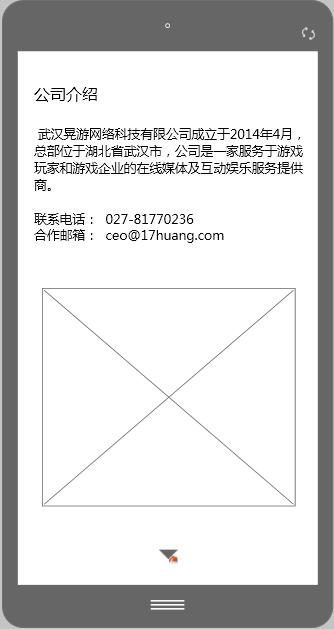 公司介绍
武汉晃游网络科技有限公司成立于2014年4月，
总部位于湖北省武汉市，公司是一家服务于游戏
玩家和游戏企业的在线媒体及互动娱乐服务提供
商。
联系电话： 027-81770236
合作邮箱： ceo@17huang.com